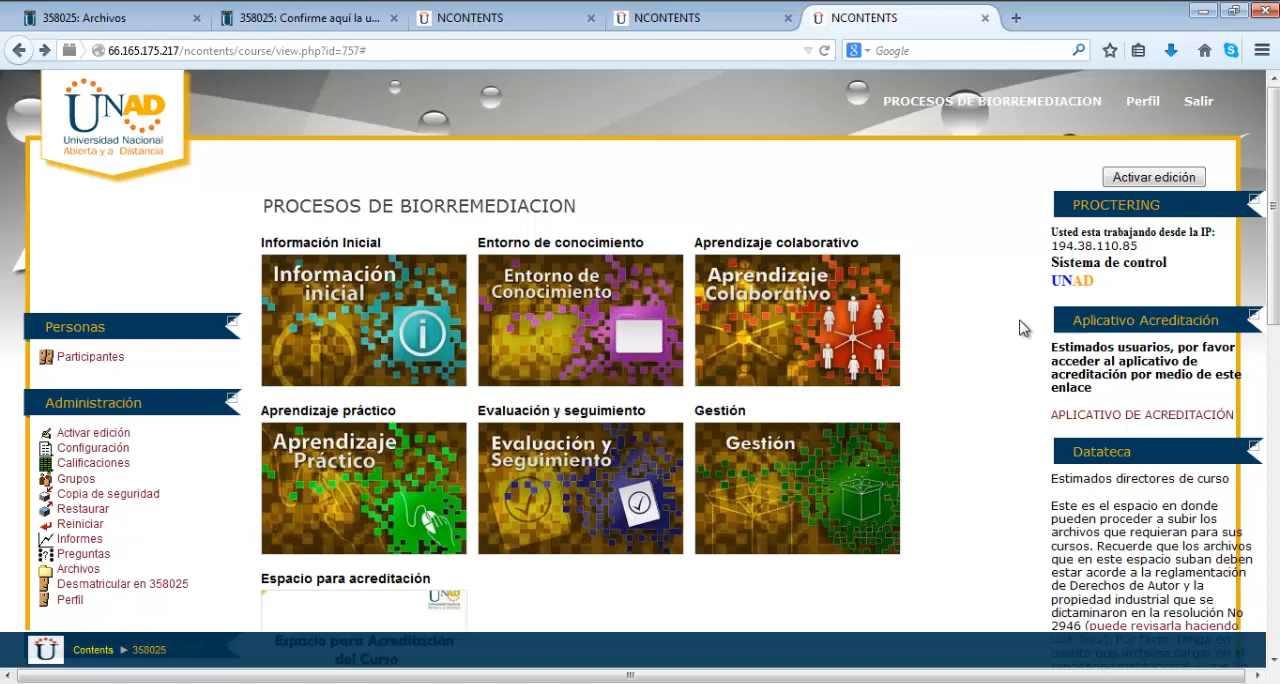 358025: Archivos
358025: Confirme aquí la u...
NCONTENTS
NCONTENTS
NCONTENTS
66.165.175.217/ncontents/course/view.php?id=757#
Google
UNAD
Universidad Nacional
Abierta y a Distancia
PROCESOS DE BIORREMEDIACION
Perfil
Salir
Activar edición
PROCESOS DE BIORREMEDIACION
Personas
Participantes
Administración
Activar edición
Configuración
Calificaciones
Grupos
Copia de seguridad
Restaurar
Reiniciar
Informes
Preguntas
Archivos
Desmatricular en 358025
Perfil
Información Inicial
Información
inicial
Entorno de conocimiento
Entorno de
Conocimiento
Aprendizaje colaborativo
Aprendizaje
Colaborativo
Aprendizaje práctico
Aprendizaje
Práctico
Evaluación y seguimiento
Evaluación y
Seguimiento
Gestión
Gestión
Espacio para acreditación
UNAD
Espacio para Acreditación
del Curso
PROCTERING
Usted esta trabajando desde la IP:
194.38.110.85
Sistema de control
UNAD
Aplicativo Acreditación
Estimados usuarios, por favor
acceder al aplicativo de
acreditación por medio de este
enlace
APLICATIVO DE ACREDITACIÓN
Datateca
Estimados directores de curso
Este es el espacio en donde
pueden proceder a subir los
archivos que requieran para sus
cursos. Recuerde que los archivos
que en este espacio suban deben
estar acorde a la reglamentación
de Derechos de Autor y la
propiedad industrial que se
dictaminaron en la resolución No
2946 (puede revisarla haciendo
Contents ► 358025